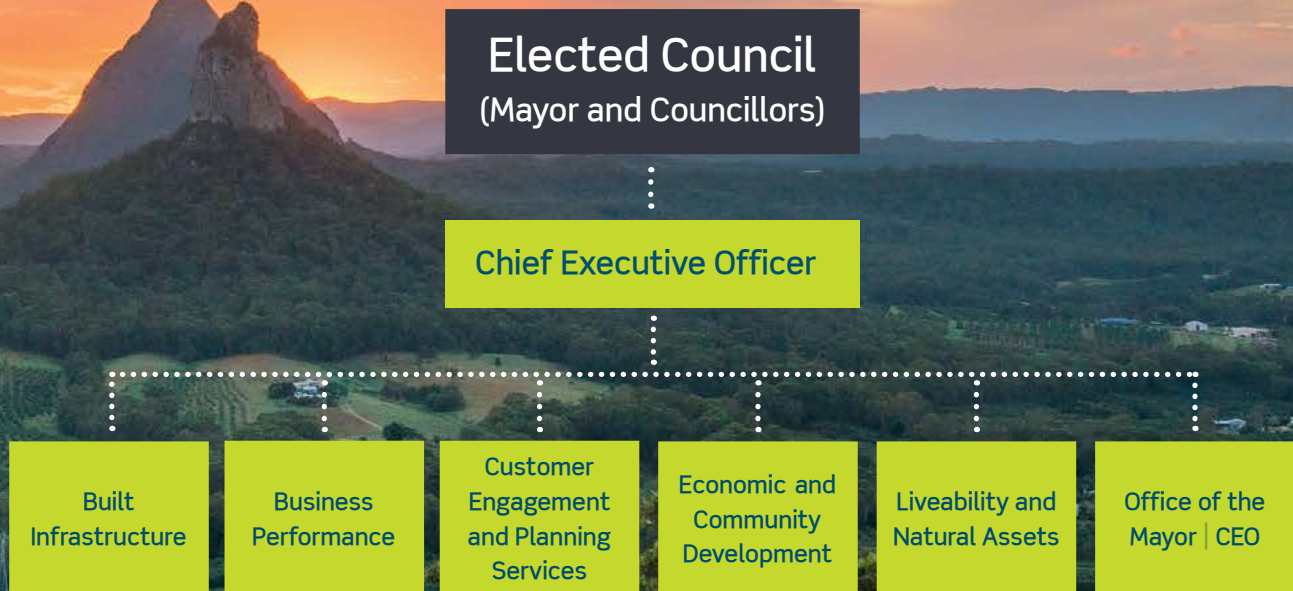 Elected Council
(Mayor and Councillors)
Chief Executive Officer
Built
Infrastructure
Business
Performance
Customer
Engagement
and Planning
Services
Economic and
Community
Development
Liveability and
Natural Assets
Office of the
Mayor | CEO